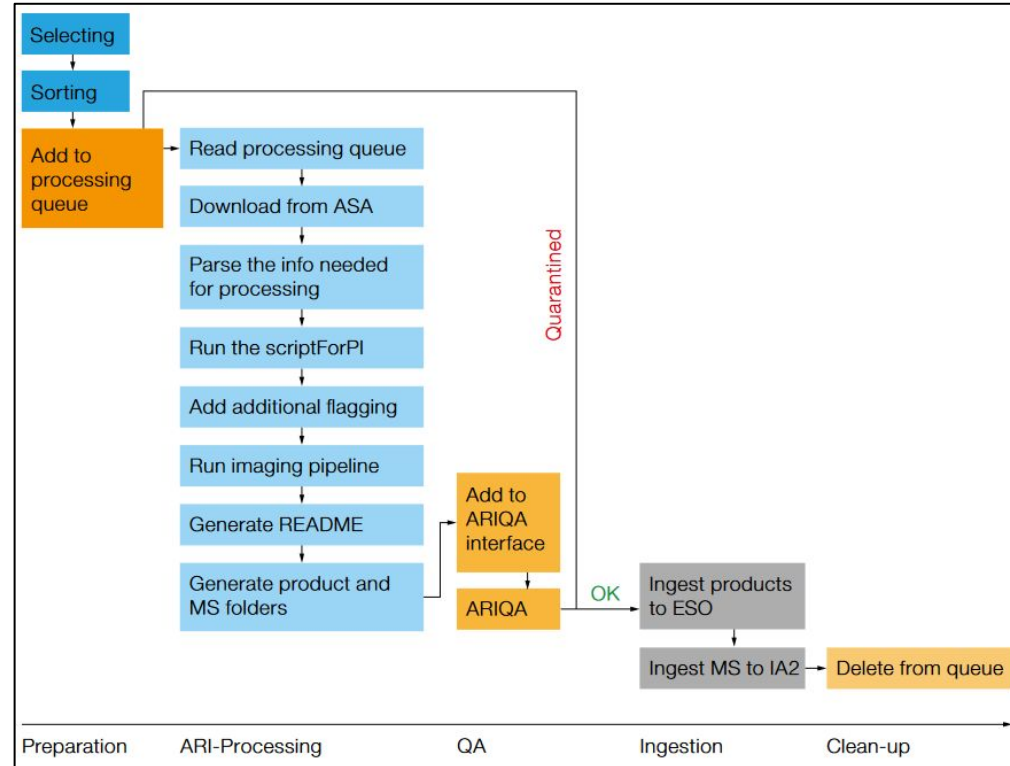 Selecting
Sorting
Add to
processing
queue
Read processing queue
Download from ASA
Parse the info needed
for processing
Run the scriptForPI
Add additional flagging
Run imaging pipeline
Generate README
Generate product and
MS folders
Add to
ARIQA
interface
ARIQA
Quarantined
OK
Ingest products
to ESO
Ingest MS to IA2
Delete from queue
Preparation
ARI-Processing
QA
Ingestion
Clean-up